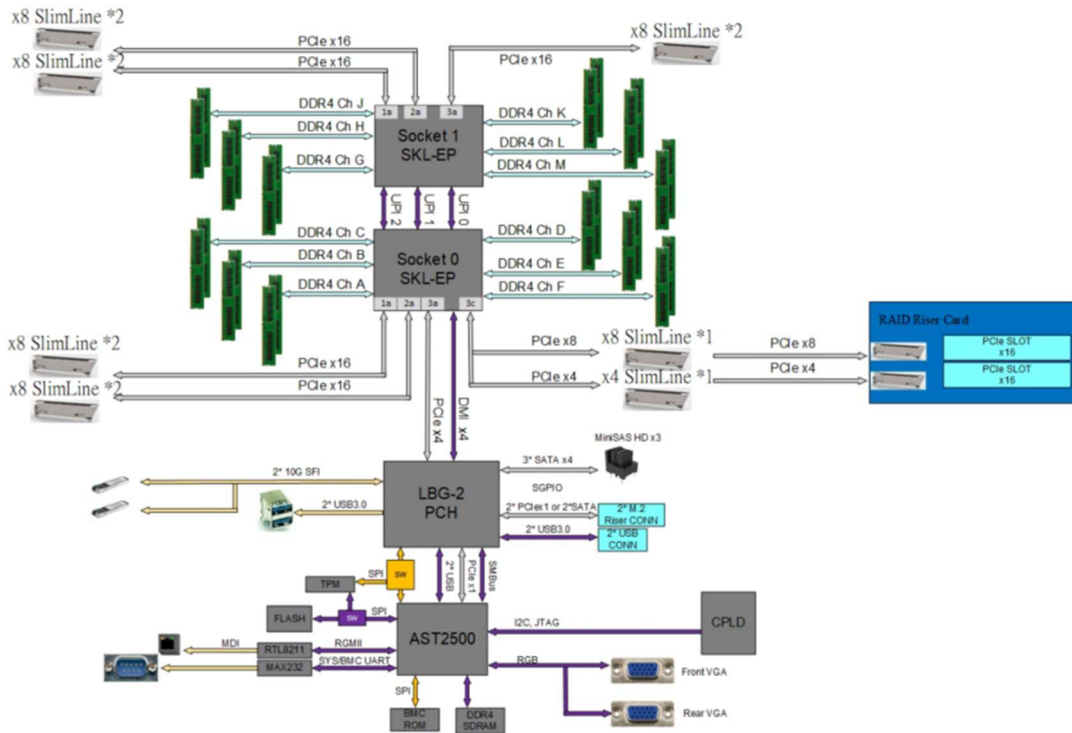 x8 SlimLine *2
x8 SlimLine *2
x8 SlimLine *2
PCIe x16
PCIe x16
PCIe x16
1a
2a
3a
Socket 1
SKL-EP
DDR4 Ch J
DDR4 Ch H
DDR4 Ch G
DDR4 Ch K
DDR4 Ch L
DDR4 Ch M
UPI 2
UPI 1
UPI 0
Socket 0
SKL-EP
DDR4 Ch C
DDR4 Ch B
DDR4 Ch A
DDR4 Ch D
DDR4 Ch E
DDR4 Ch F
1a
2a
3a
3c
x8 SlimLine *2
x8 SlimLine *2
PCIe x16
PCIe x16
PCIe x4
DMI x4
PCIe x8
PCIe x4
x8 SlimLine *1
x4 SlimLine *1
PCIe x8
PCIe x4
RAID Riser Card
PCIe SLOT
x16
PCIe SLOT
x16
MiniSAS HD x3
LBG-2
PCH
2* 10G SFI
2* USB3.0
3* SATA x4
SGPIO
2* PCIex1 or 2*SATA
2* M.2
Riser CONN
2* USB3.0
2* USB
CONN
2* USB
PCIe x1
SMBus
SW
SPI
TPM
SW
SPI
FLASH
AST2500
I2C, JTAG
CPLD
MDI
RTL8211
RGMII
MAX232
SYS/BMC UART
RGB
Front VGA
Rear VGA
SPI
BMC
ROM
DDR4
SDRAM